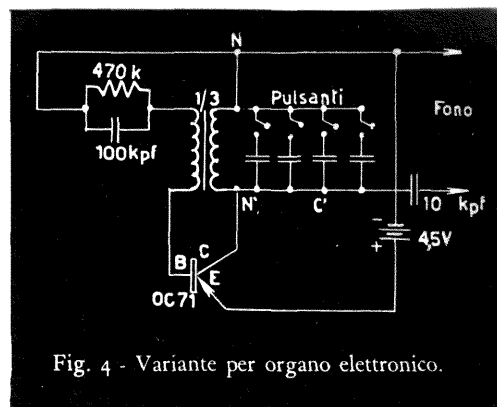 N
470 k
1/3
Pulsanti
Fono
100kpf
N'
C'
10
kpf
B
C
E
-
+
4,5V
OC71
Fig. 4 - Variante per organo elettronico.